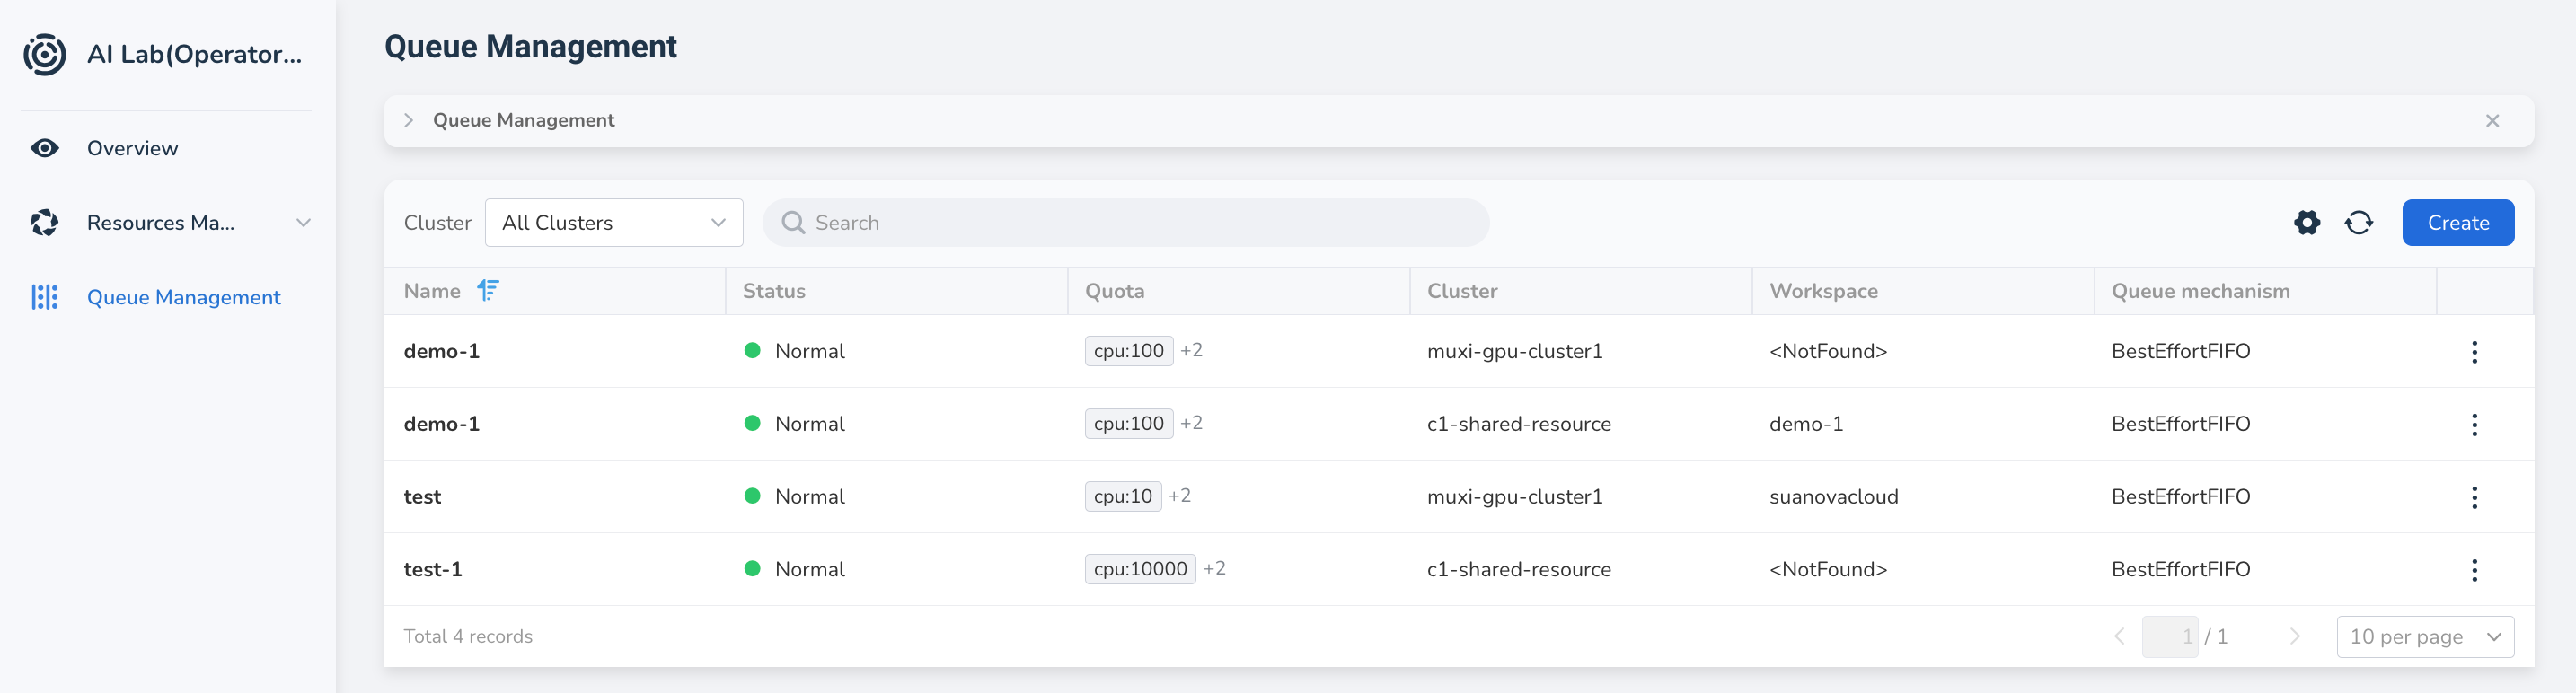 AI Lab(Operator...
Overview
Resources Ma...
Queue Management
Queue Management
Queue Management
Cluster All Clusters Search Create
Name Status Quota Cluster Workspace Queue mechanism
demo-1 Normal cpu:100 +2 muxi-gpu-cluster1 <NotFound> BestEffortFIFO
demo-1 Normal cpu:100 +2 c1-shared-resource demo-1 BestEffortFIFO
test Normal cpu:10 +2 muxi-gpu-cluster1 suanovacloud BestEffortFIFO
test-1 Normal cpu:10000 +2 c1-shared-resource <NotFound> BestEffortFIFO
Total 4 records 1 / 1 10 per page